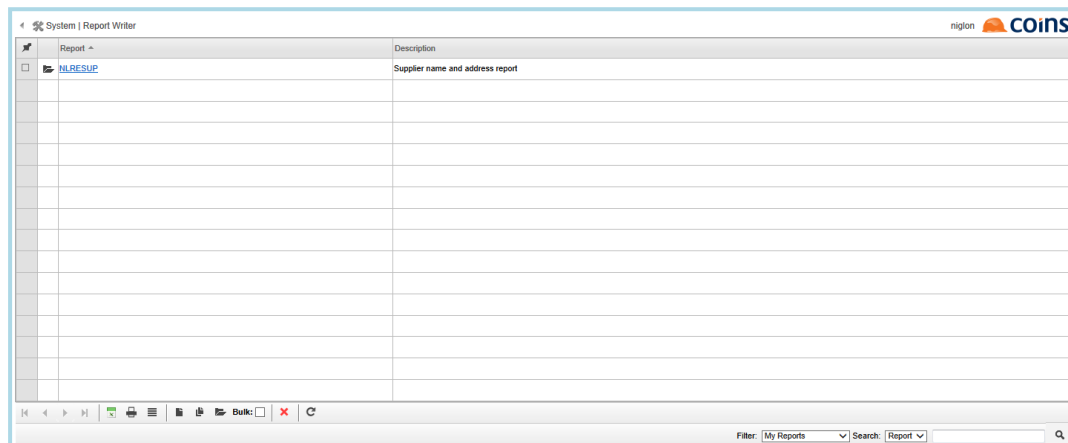 System | Report Writer
niglon COINS
Report Description
NLRESUP Supplier name and address report
Bulk:
Filter: My Reports Search: Report